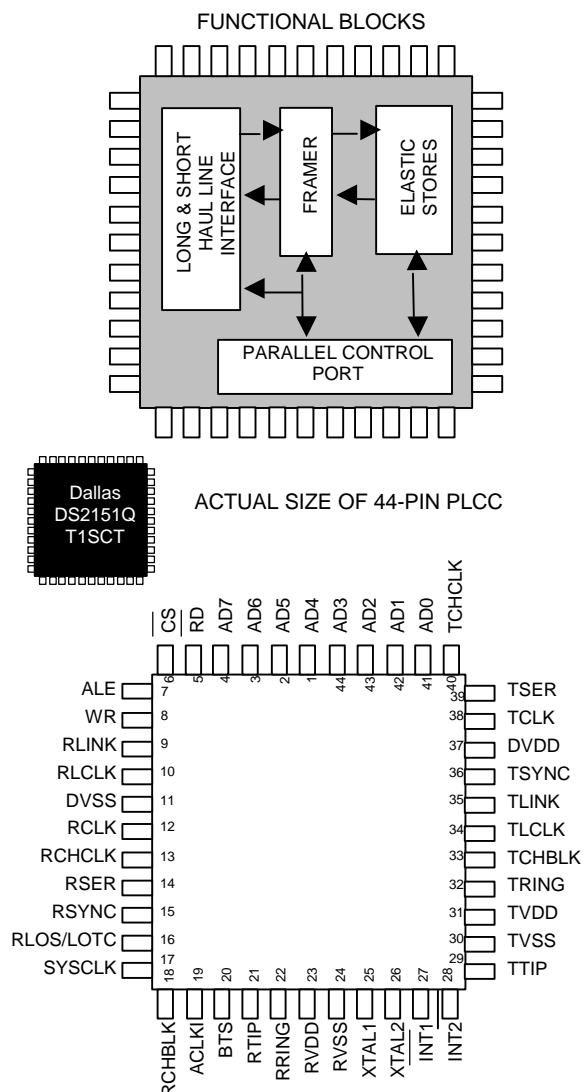 FUNCTIONAL BLOCKS
LONG & SHORT
HAUL LINE
INTERFACE
FRAMER
ELASTIC
STORES
PARALLEL CONTROL
PORT
Dallas
DS2151Q
T1SCT
ACTUAL SIZE OF 44-PIN PLCC
CS
RD
AD7
AD6
AD5
AD4
AD3
AD2
AD1
AD0
TCHCLK
6
5
4
3
2
1
44
43
42
41
40
ALE 7
WR 8
RLINK 9
RLCLK 10
DVSS 11
RCLK 12
RCHCLK 13
RSER 14
RSYNC 15
RLOS/LOTC 16
SYSCLK 17
39 TSER
38 TCLK
37 DVDD
36 TSYNC
35 TLINK
34 TLCLK
33 TCHBLK
32 TRING
31 TVDD
30 TVSS
29 TTIP
18
19
20
21
22
23
24
25
26
27
28
RCHBLK
ACLKI
BTS
RTIP
RRING
RVDD
RVSS
XTAL1
XTAL2
INT1
INT2